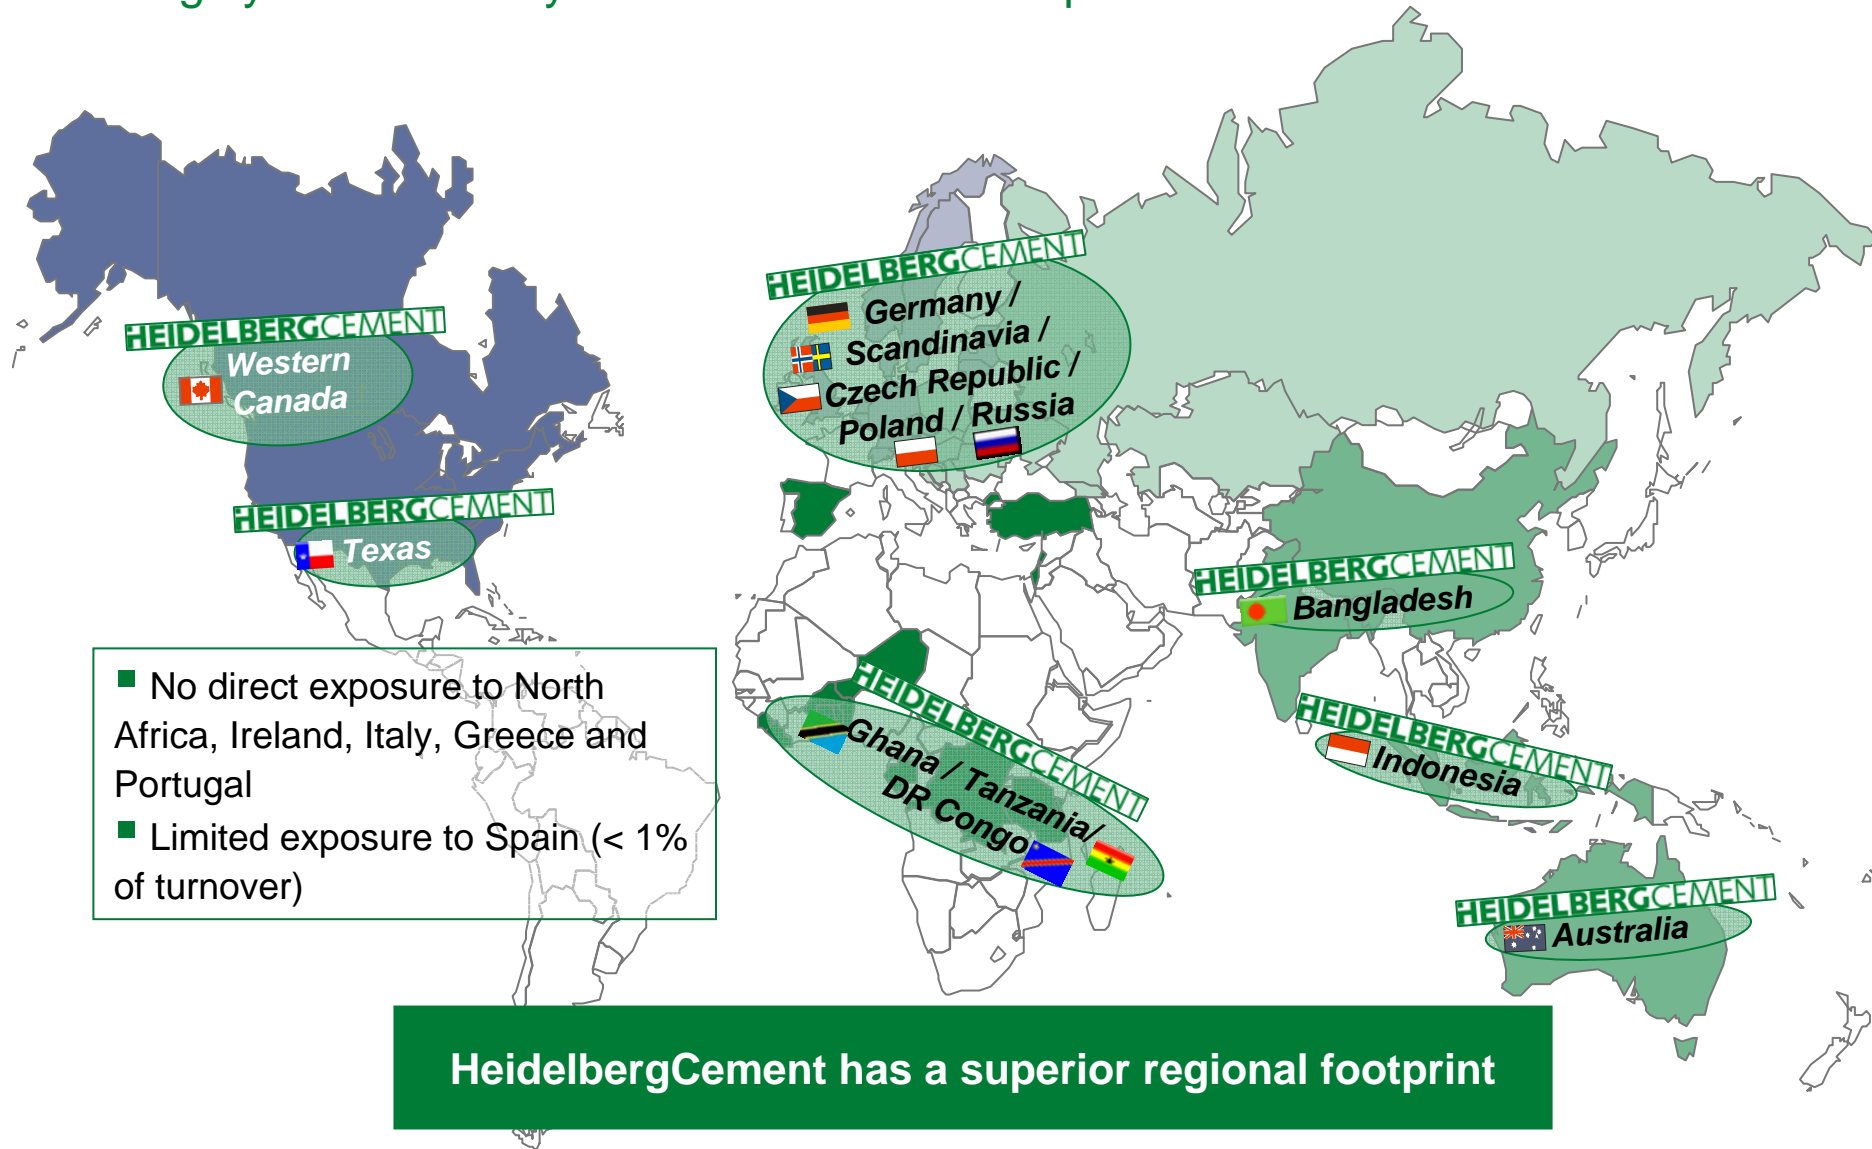 HEIDELBERGCEMENT
Germany /
Scandinavia /
Czech Republic /
Poland / Russia
HEIDELBERGCEMENT
Western
Canada
HEIDELBERGCEMENT
Texas
HEIDELBERGCEMENT
Bangladesh
HEIDELBERGCEMENT
Ghana / Tanzania/
DR Congo
HEIDELBERGCEMENT
Indonesia
HEIDELBERGCEMENT
Australia
■ No direct exposure to North
Africa, Ireland, Italy, Greece and
Portugal
■ Limited exposure to Spain (< 1%
of turnover)
HeidelbergCement has a superior regional footprint